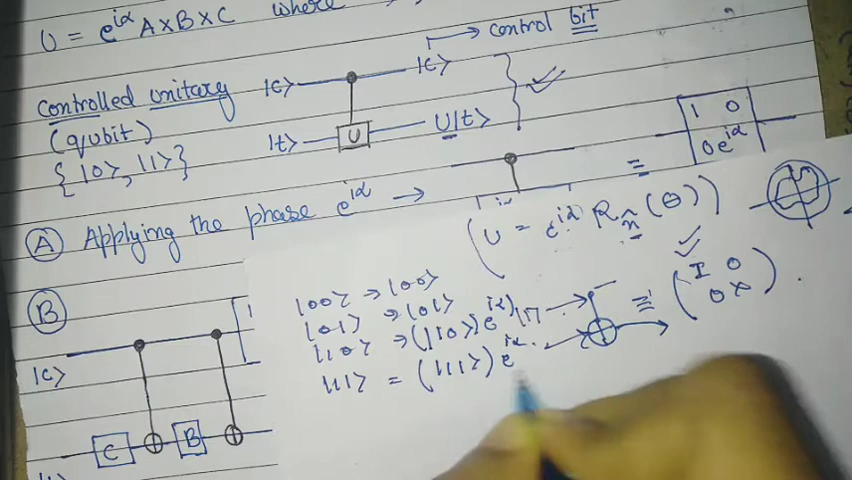 U = e^{iα} A×B×C where
|c⟩ |c⟩ → control bit
Controlled unitary
(qubit)
{|0⟩, |1⟩}
|t⟩ U U|t⟩
Ⓐ Applying the phase e^{iα} → ≡
1 0
0 e^{iα}
(U = e^{iα} R_n̂(θ))
Ⓑ
|00⟩ → |00⟩
|01⟩ → |01⟩
|10⟩ → (|10⟩) e^{iα}
|11⟩ = (|11⟩) e^{iα}
≡ (I 0
0 X)
|c⟩
C B